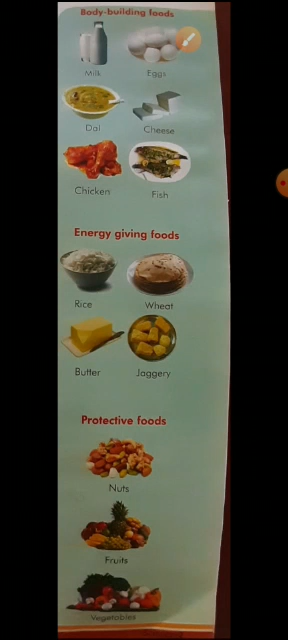 Body-building foods
Milk
Eggs
Dal
Cheese
Chicken
Fish
Energy giving foods
Rice
Wheat
Butter
Jaggery
Protective foods
Nuts
Fruits
Vegetables